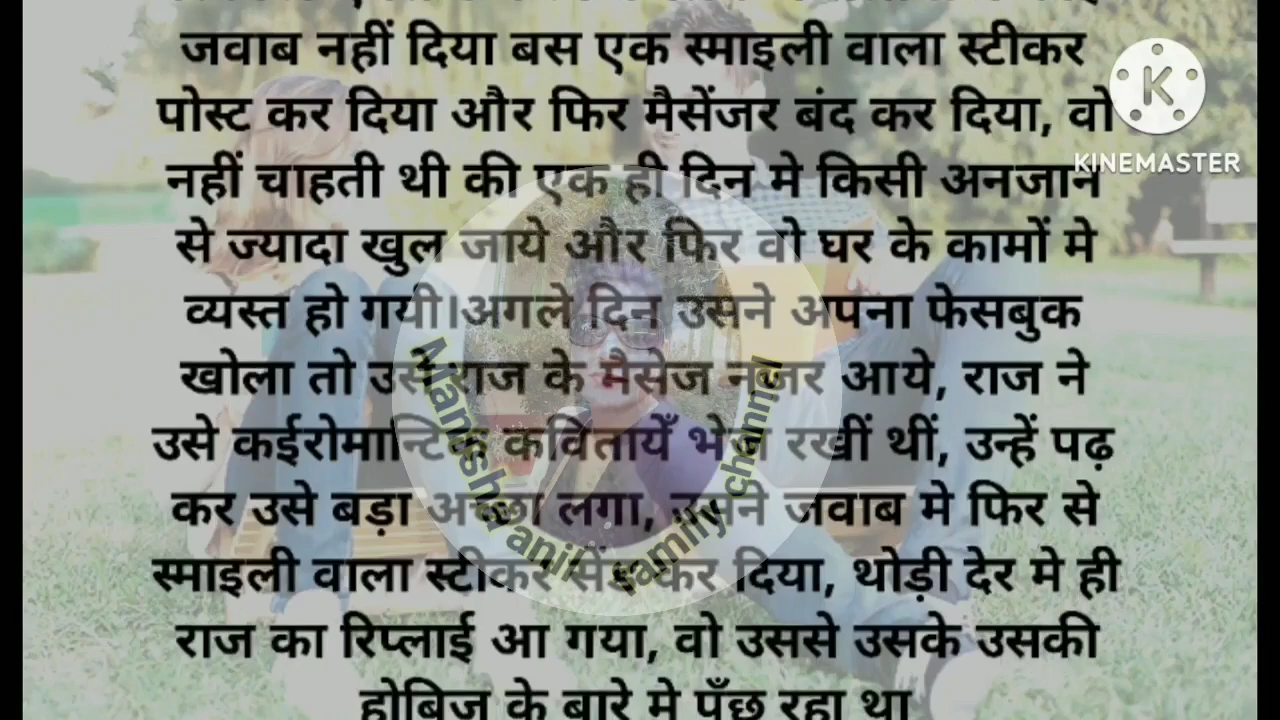 जवाब नहीं दिया बस एक स्माइली वाला स्टीकर
पोस्ट कर दिया और फिर मैसेंजर बंद कर दिया, वो
नहीं चाहती थी की एक ही दिन मे किसी अनजान
से ज्यादा खुल जाये और फिर वो घर के कामों मे
व्यस्त हो गयी।अगले दिन उसने अपना फेसबुक
खोला तो उसे राज के मैसेज नजर आये, राज ने
उसे कईरोमान्टिक कवितायेँ भेज रखीं थीं, उन्हें पढ़
कर उसे बड़ा अच्छा लगा, उसने जवाब मे फिर से
स्माइली वाला स्टीकर सेंड कर दिया, थोड़ी देर मे ही
राज का रिप्लाई आ गया, वो उससे उसके उसकी
होबिज के बारे मे पूँछ रहा था
KINEMASTER
family channel